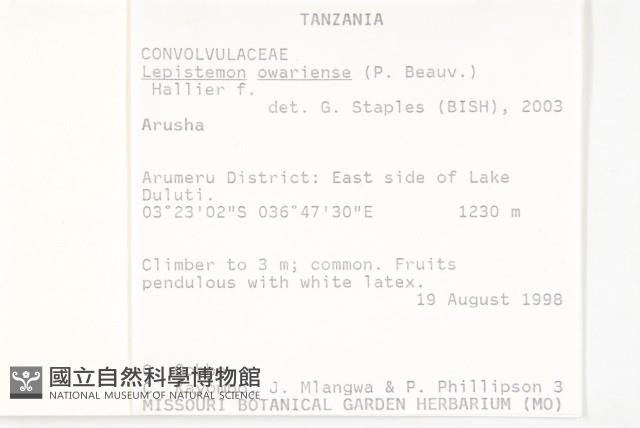 TANZANIA
CONVOLVULACEAE
Lepistemon owariense (P. Beauv.)
Hallier f.
det. G. Staples (BISH), 2003
Arusha
Arumeru District: East side of Lake
Duluti.
03°23'02"S 036°47'30"E 1230 m
Climber to 3 m; common. Fruits
pendulous with white latex.
19 August 1998
J. Mlangwa & P. Phillipson 3
MISSOURI BOTANICAL GARDEN HERBARIUM (MO)
國立自然科學博物館
NATIONAL MUSEUM OF NATURAL SCIENCE